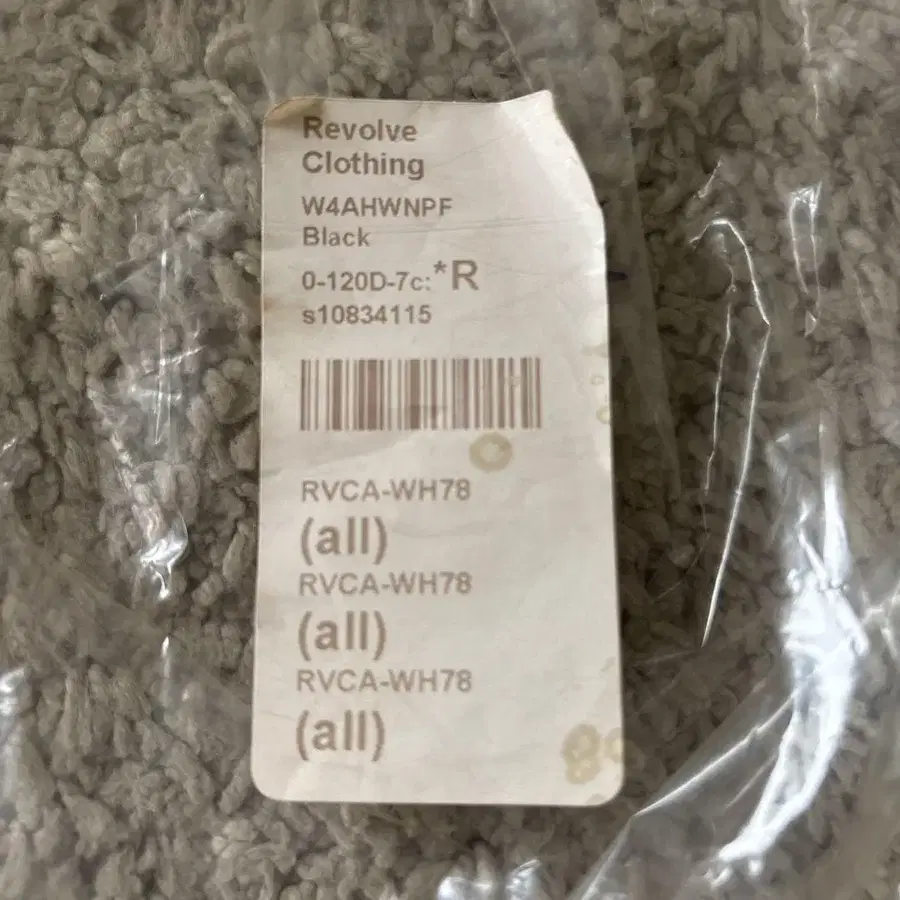 Revolve
Clothing
W4AHWNPF
Black
0-120D-7c:*R
s10834115
RVCA-WH78
(all)
RVCA-WH78
(all)
RVCA-WH78
(all)